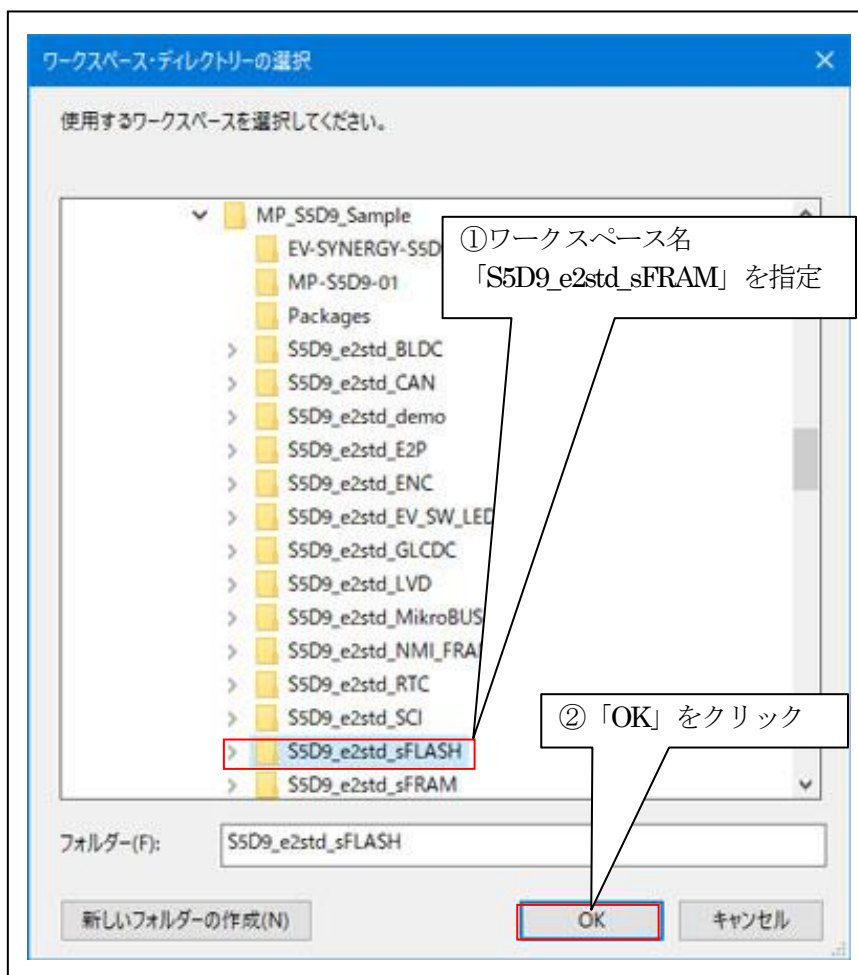 ワークスペース・ディレクトリーの選択
使用するワークスペースを選択してください。
MP_S5D9_Sample
EV-SYNERGY-S5D
MP-S5D9-01
Packages
S5D9_e2std_BLDC
S5D9_e2std_CAN
S5D9_e2std_demo
S5D9_e2std_E2P
S5D9_e2std_ENC
S5D9_e2std_EV_SW_LED
S5D9_e2std_GLCDC
S5D9_e2std_LVD
S5D9_e2std_MikroBUS
S5D9_e2std_NMI_FRA
S5D9_e2std_RTC
S5D9_e2std_SCI
S5D9_e2std_sFLASH
S5D9_e2std_sFRAM
①ワークスペース名
「S5D9_e2std_sFRAM」を指定
②「OK」をクリック
フォルダー(F): S5D9_e2std_sFLASH
新しいフォルダーの作成(N) OK キャンセル